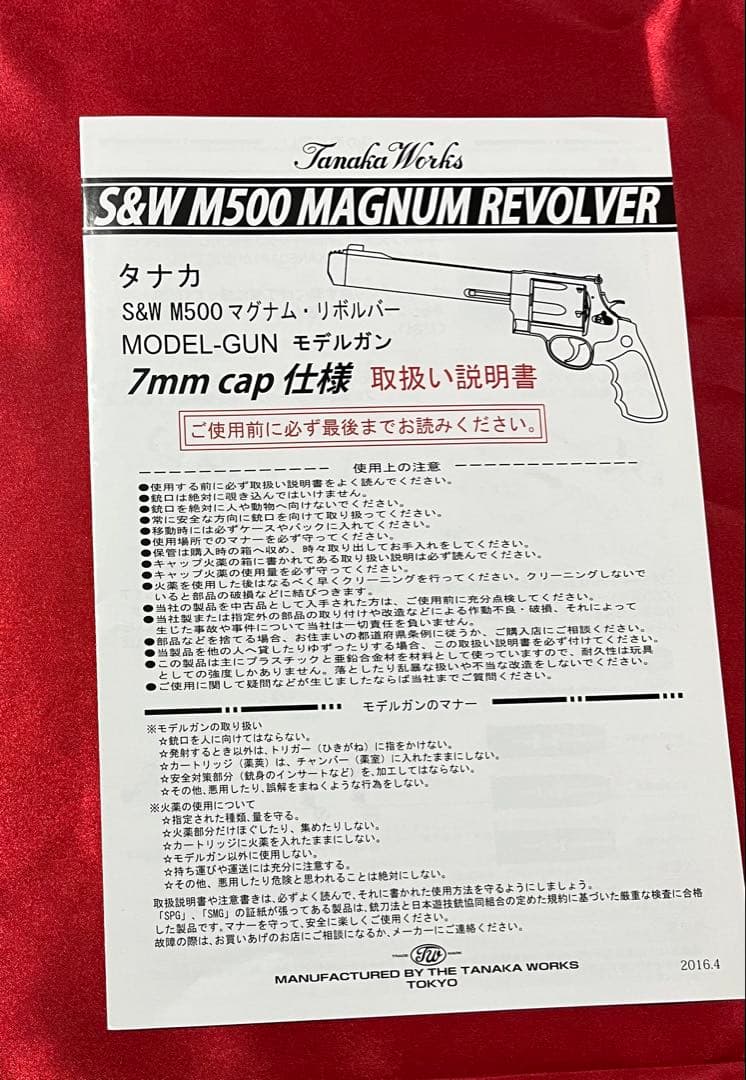 Tanaka Works
S&W M500 MAGNUM REVOLVER
タナカ
S&W M500 マグナム・リボルバー
MODEL-GUN モデルガン
7mm cap 仕様 取扱い説明書
ご使用前に必ず最後までお読みください。
使用上の注意
●使用する前に必ず取扱い説明書をよく読んでください。
●銃口は絶対に覗き込んではいけません。
●銃口を絶対に人や動物へ向けないでください。
●常に安全な方向に銃口を向けて取り扱ってください。
●移動時には必ずケースやバックに入れてください。
●使用場所でのマナーを必ず守ってください。
●保管は購入時の箱へ収め、時々取り出してお手入れをしてください。
●キャップ火薬の箱に書かれてある取り扱い説明は必ず読んでください。
●キャップ火薬の使用量を必ず守ってください。
●火薬を使用した後はなるべく早くクリーニングを行ってください。クリーニングしないで
いると部品の破損などに結びつきます。
●当社の製品を中古品として入手された方は、ご使用前に充分点検してください。
●当社製または指定外の部品の取り付けや改造などによる作動不良・破損、それによって
生じた事故や事件について当社は一切責任を負いません。
●部品などを捨てる場合、お住まいの都道府県条例に従うか、ご購入店にご相談ください。
●当製品を他の人へ貸したりゆずったりする場合、この取扱い説明書を必ず付けてください。
●この製品は主にプラスチックと亜鉛合金材を材料として使っていますので、耐久性は玩具
としての強度しかありません。落としたり乱暴な扱いや不当な改造をしないでください。
●ご使用に関して疑問などが生じましたならば当社までご質問ください。
モデルガンのマナー
※モデルガンの取り扱い
☆銃口を人に向けてはならない。
☆発射するとき以外は、トリガー（ひきがね）に指をかけない。
☆カートリッジ（薬莢）は、チャンバー（薬室）に入れたままにしない。
☆安全対策部分（銃身のインサートなど）を、加工してはならない。
☆その他、悪用したり、誤解をまねくような行為をしない。
※火薬の使用について
☆指定された種類、量を守る。
☆火薬部分だけほぐしたり、集めたりしない。
☆カートリッジに火薬を入れたままにしない。
☆モデルガン以外に使用しない。
☆持ち運びや運送には充分に注意する。
☆その他、悪用したり危険と思われることは絶対にしない。
取扱説明書や注意書きは、必ずよく読んで、それに書かれた使用方法を守るようにしましょう。
「SPG」、「SMG」の証紙が張ってある製品は、銃刀法と日本遊技銃協同組合の定めた規約に基づいた厳重な検査に合格
した製品です。マナーを守って、安全に楽しくご使用ください。
故障の際は、お買いあげのお店にご相談になるか、メーカーにご連絡ください。
TRADE TW MARK
MANUFACTURED BY THE TANAKA WORKS
TOKYO
2016.4